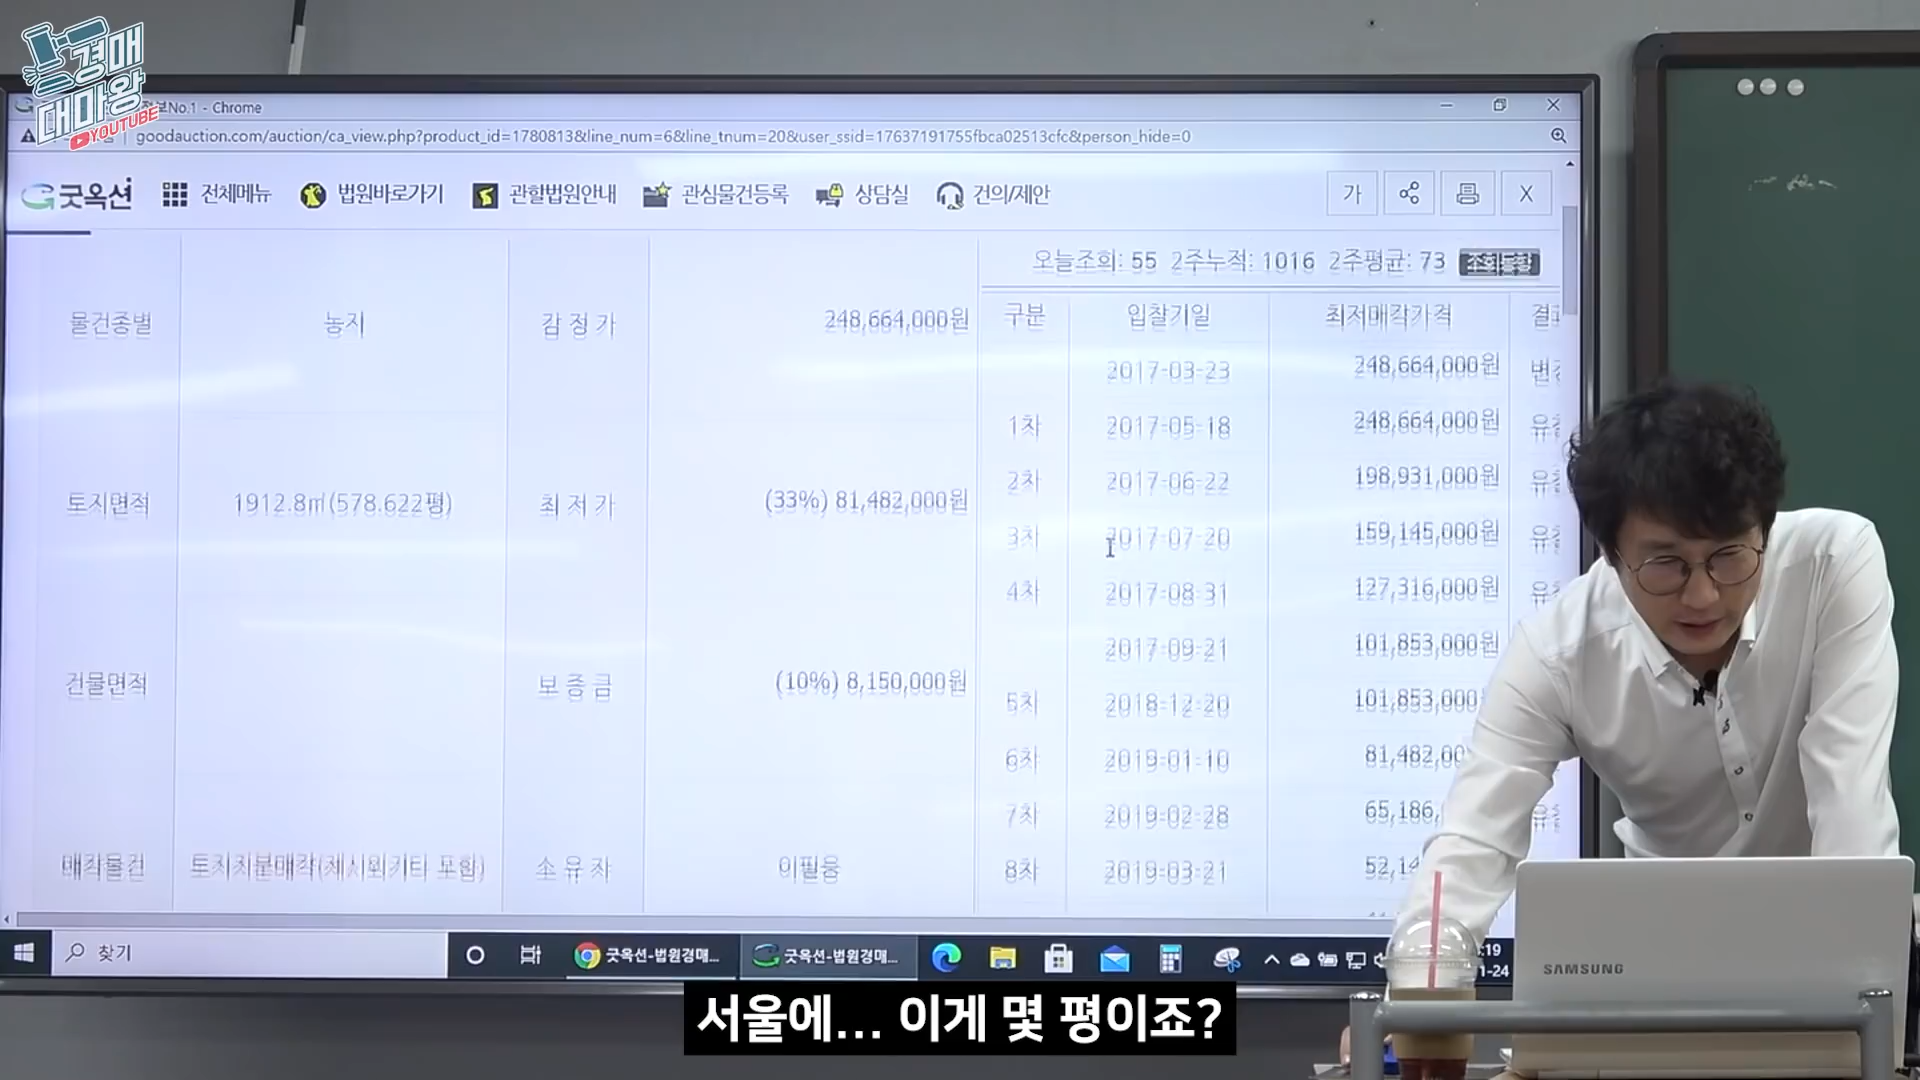 경매
대마왕
YOUTUBE
No.1 - Chrome
goodauction.com/auction/ca_view.php?product_id=1780813&line_num=6&line_tnum=20&user_ssid=17637191755fbca02513cfc&person_hide=0
굿옥션 전체메뉴 법원바로가기 관할법원안내 관심물건등록 상담실 건의/제안 가 X
오늘조회: 55 2주누적: 1016 2주평균: 73 조회동향
물건종별 농지 감정가 248,664,000원
구분 입찰기일 최저매각가격
2017-03-23 248,664,000원
1차 2017-05-18 248,664,000원
2차 2017-06-22 198,931,000원
토지면적 1912.8㎡(578.622평) 최저가 (33%) 81,482,000원
3차 2017-07-20 159,145,000원
4차 2017-08-31 127,316,000원
2017-09-21 101,853,000원
건물면적 보증금 (10%) 8,150,000원
5차 2018-12-20 101,853,000
6차 2019-01-10 81,482,00
7차 2019-02-28 65,186,
매각물건 토지지분매각(제시외기타 포함) 소유자 이필용
8차 2019-03-21 52,14
찾기 굿옥션-법원경매... 굿옥션-법원경매... :19
1-24
SAMSUNG
서울에... 이게 몇 평이죠?